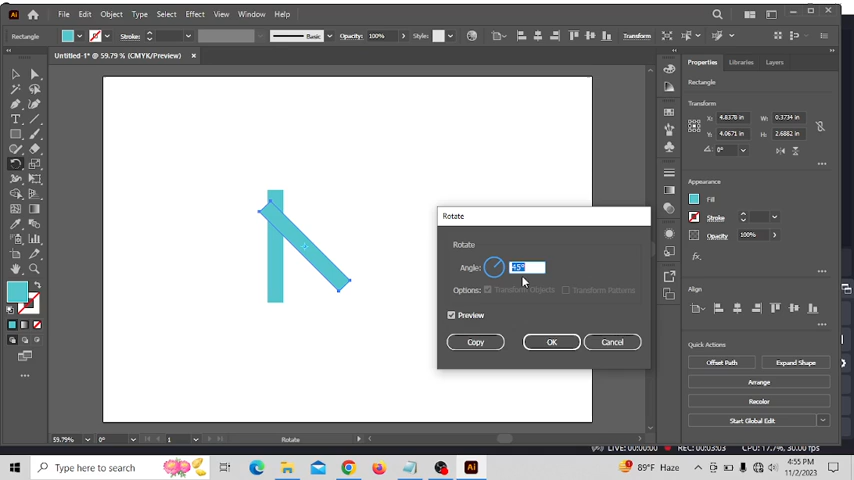 Ai File Edit Object Type Select Effect View Window Help
Rectangle Stroke: Basic Opacity: 100% Style: Transform
Untitled-1* @ 59.79 % (CMYK/Preview) ×
Properties Libraries Layers
Rectangle
Transform
X: 4.8378 in W: 0.3734 in
Y: 4.0671 in H: 2.6882 in
0°
Appearance
Fill
Stroke
Opacity 100%
fx.
Align
Quick Actions
Offset Path Expand Shape
Arrange
Recolor
Start Global Edit
Rotate
Rotate
Angle: 45°
Options: Transform Objects Transform Patterns
Preview
Copy OK Cancel
59.79% 0° 1 Rotate
LIVE: 00:00:00 REC: 00:03:03 CPU: 17.7%, 30.00 fps
Type here to search
89°F Haze
4:55 PM
11/2/2023